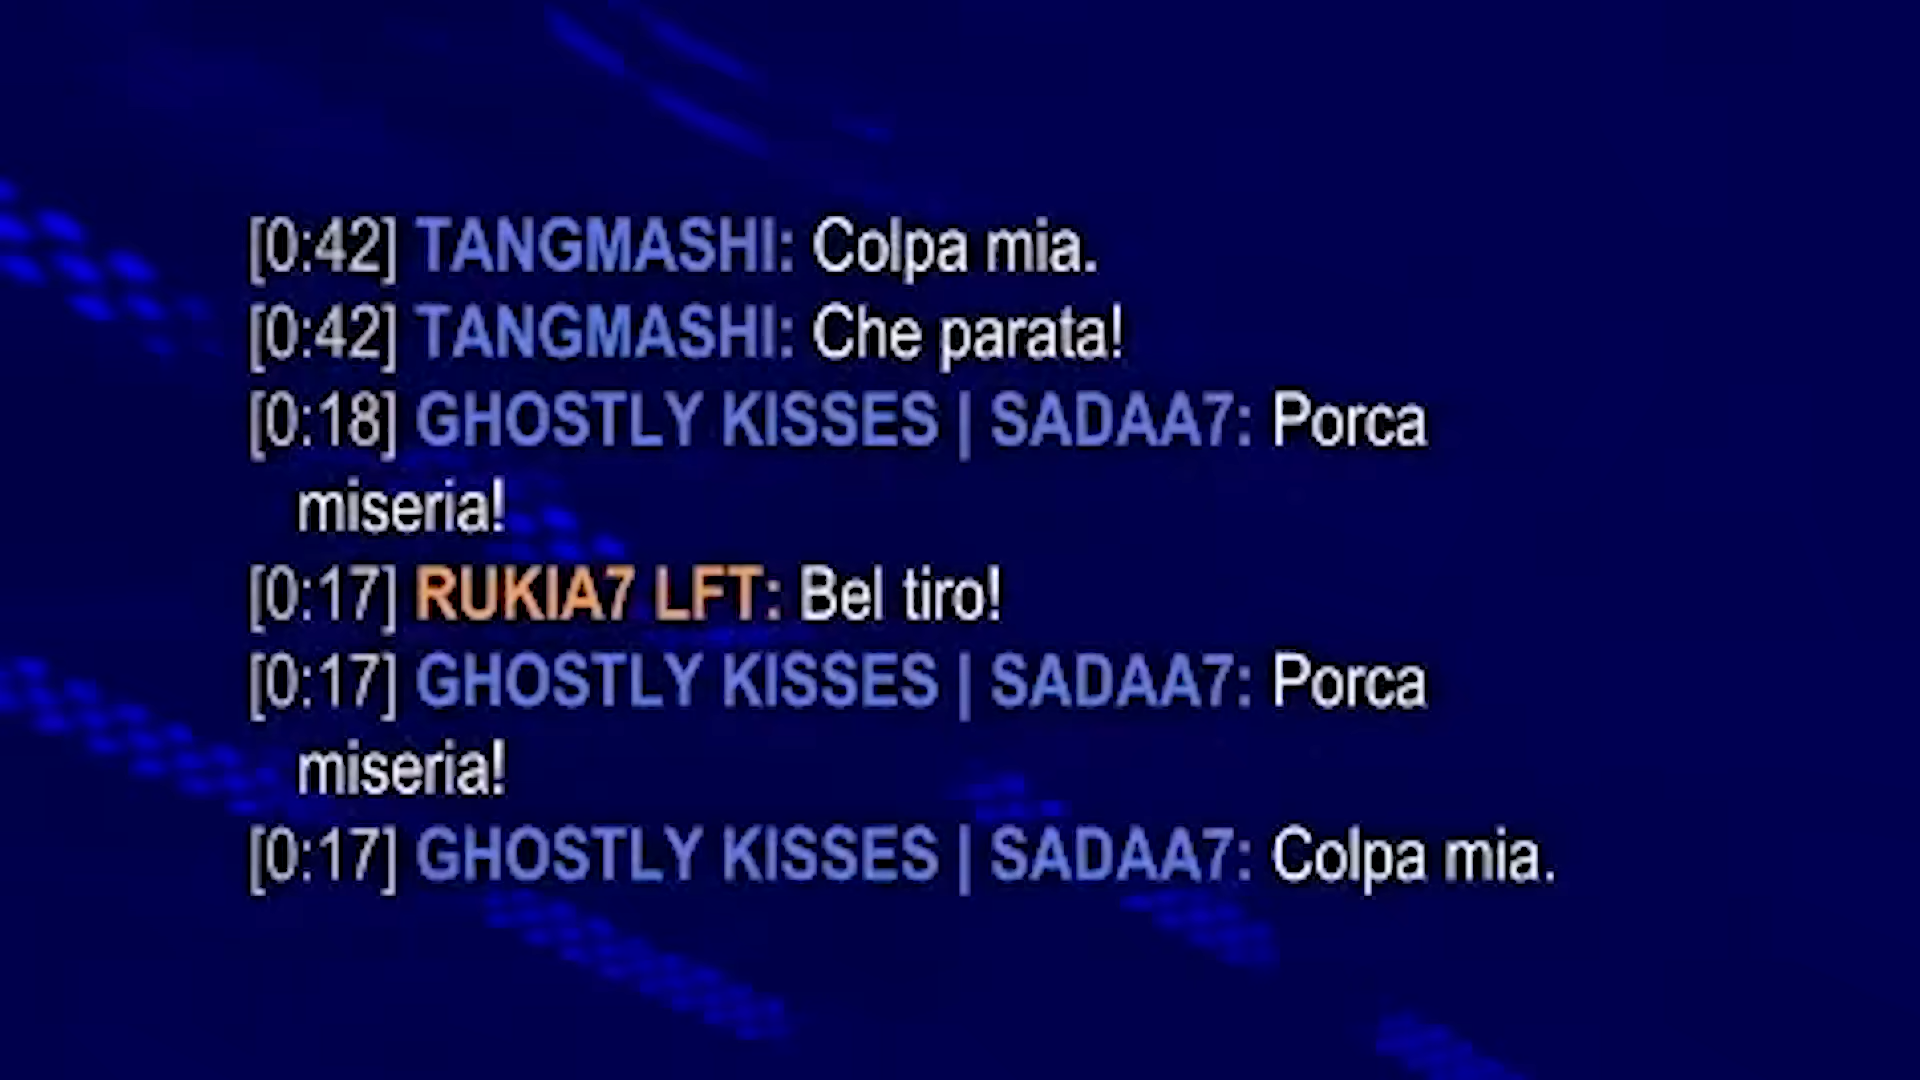 [0:42] TANGMASHI: Colpa mia.
[0:42] TANGMASHI: Che parata!
[0:18] GHOSTLY KISSES | SADAA7: Porca
miseria!
[0:17] RUKIA7 LFT: Bel tiro!
[0:17] GHOSTLY KISSES | SADAA7: Porca
miseria!
[0:17] GHOSTLY KISSES | SADAA7: Colpa mia.